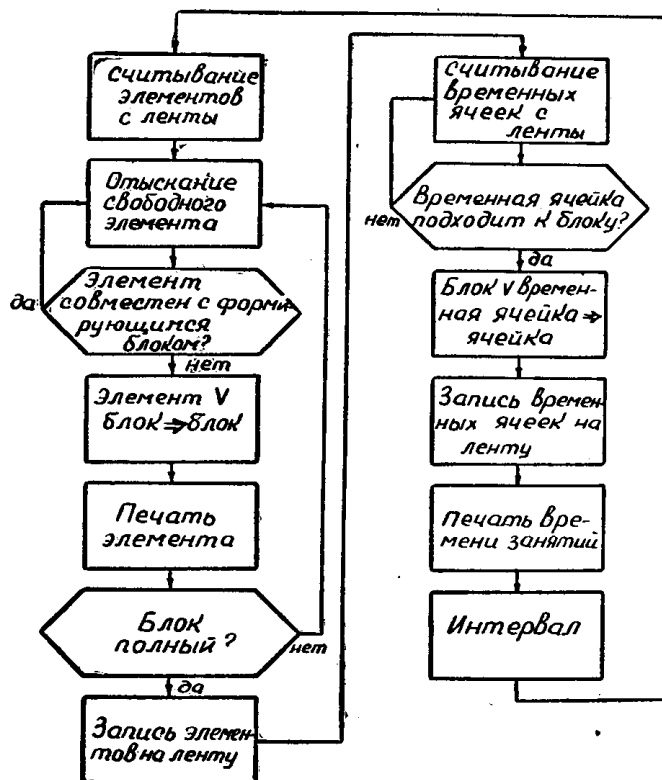 Считывание
элементов
с ленты
Отыскание
свободного
элемента
Элемент
совместен с форми
рующимся
блоком?
да
нет
Элемент V
блок⇒блок
Печать
элемента
Блок
полный?
нет
да
Запись элемен-
тов на ленту
Считывание
временных
ячеек с
ленты
Временная ячейка
подходит к блоку?
нет
да
Блок V времен-
ная ячейка⇒
ячейка
Запись времен-
ных ячеек на
ленту
Печать вре-
мени занятий
Интервал